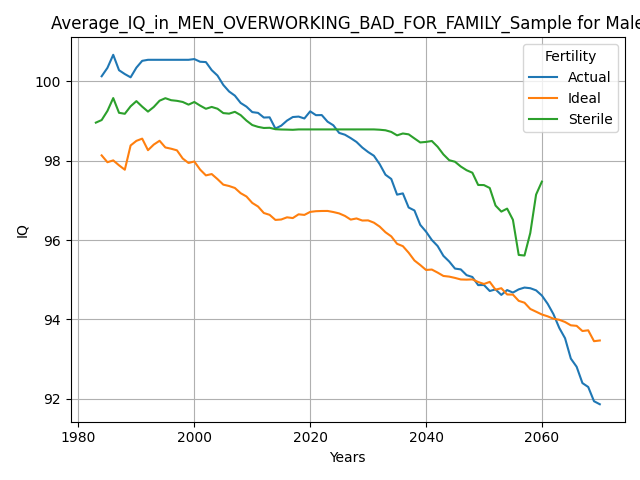 Average_IQ_in_MEN_OVERWORKING_BAD_FOR_FAMILY_Sample for Male
Fertility
Actual
Ideal
Sterile
IQ
100
98
96
94
92
1980
2000
2020
2040
2060
Years